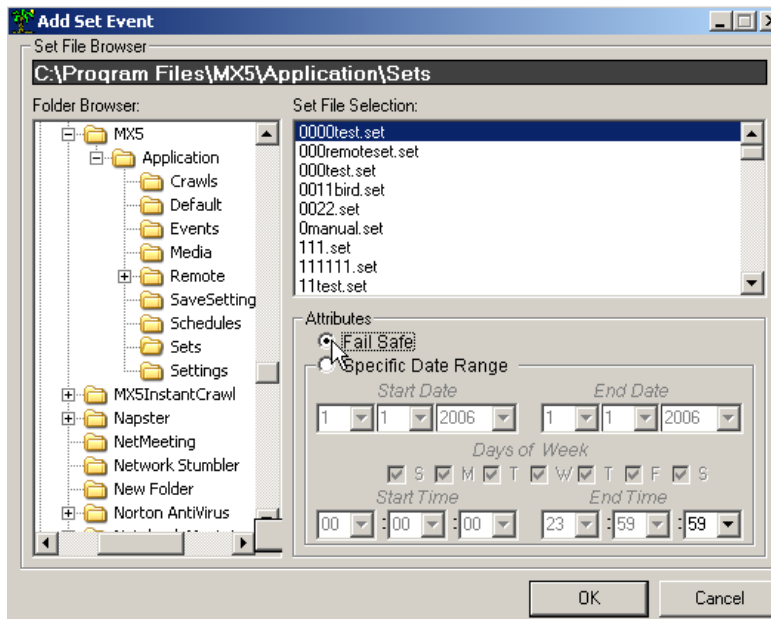 Add Set Event
Set File Browser
C:\Program Files\MX5\Application\Sets
Folder Browser:
MX5
Application
Crawls
Default
Events
Media
Remote
SaveSetting
Schedules
Sets
Settings
MX5InstantCrawl
Napster
NetMeeting
Network Stumbler
New Folder
Norton AntiVirus
Set File Selection:
0000test.set
000remoteset.set
000test.set
0011bird.set
0022.set
0manual.set
111.set
111111.set
11test.set
Attributes
Fail Safe
Specific Date Range
Start Date End Date
1 1 2006 1 1 2006
Days of Week
S M T W T F S
Start Time End Time
00 : 00 : 00 23 : 59 : 59
OK Cancel